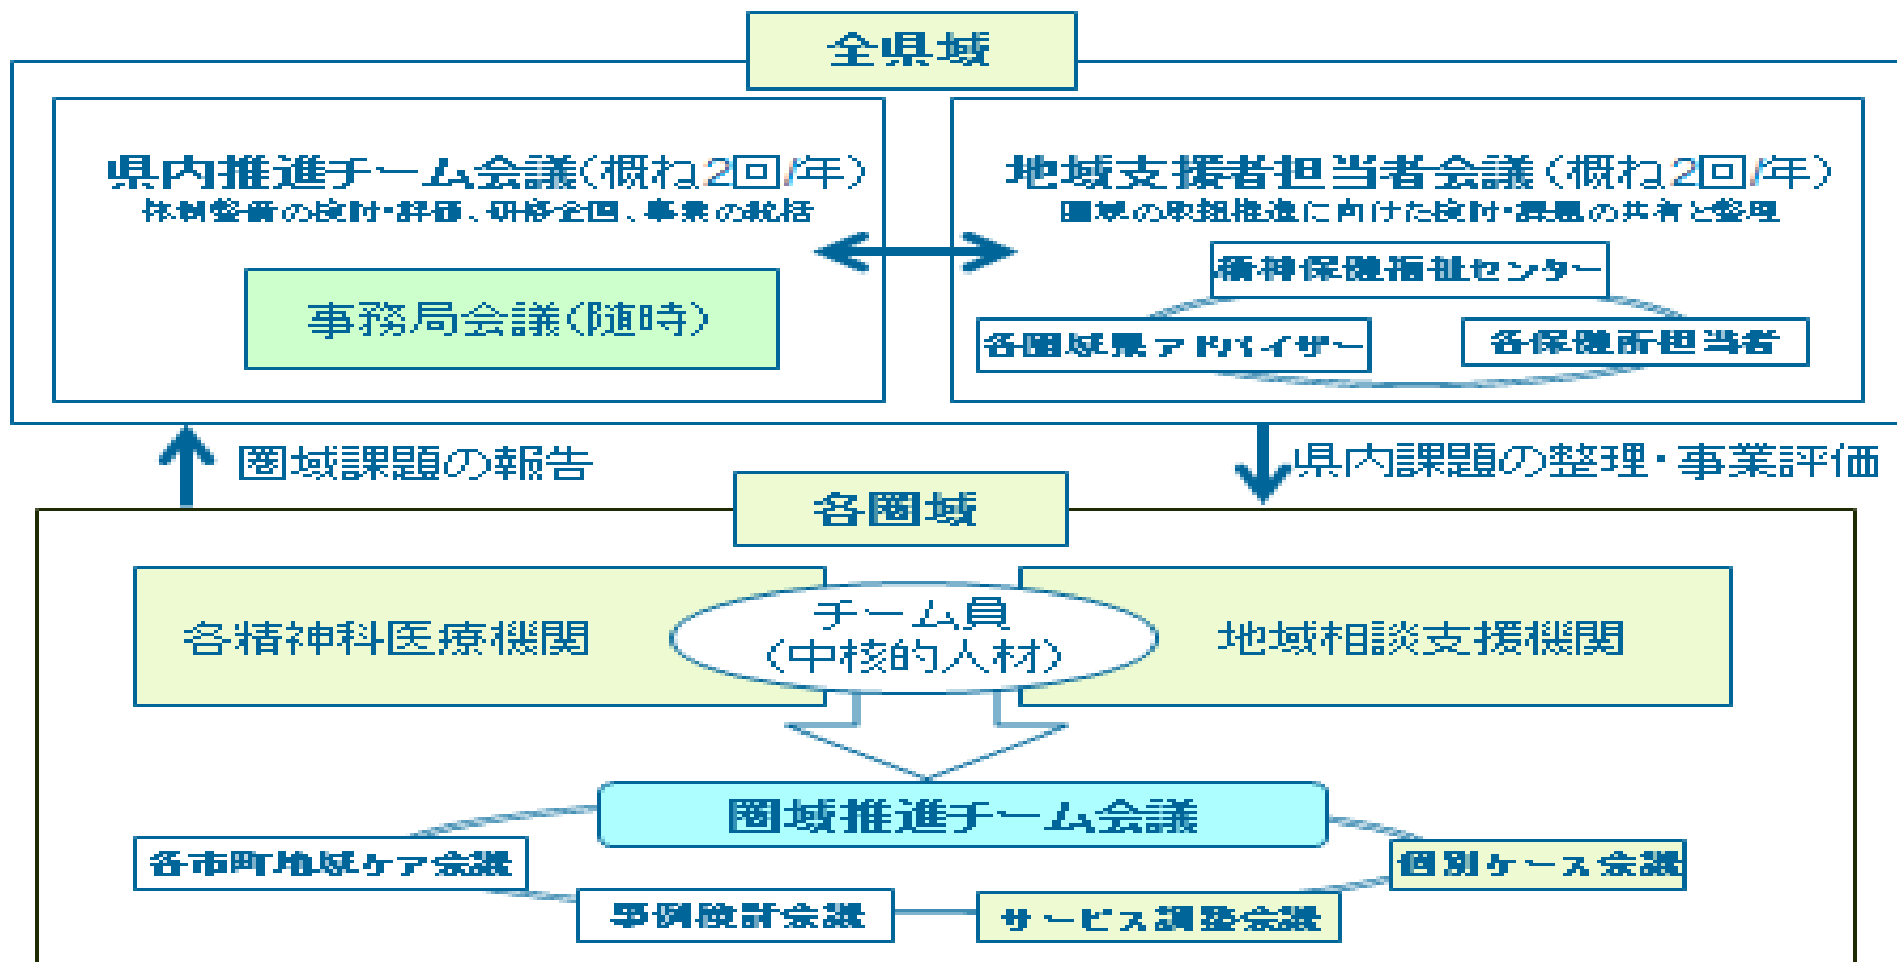 全県域
県内推進チーム会議(概ね2回/年)
体制整備の検討・評価、研修企画、事業の統括
事務局会議(随時)
地域支援者担当者会議(概ね2回/年)
圏域の取組推進に向けた検討・課題の共有と整理
精神保健福祉センター
各圏域県アドバイザー
各保健所担当者
圏域課題の報告
県内課題の整理・事業評価
各圏域
各精神科医療機関
チーム員
(中核的人材)
地域相談支援機関
圏域推進チーム会議
各市町地域ケア会議
個別ケース会議
事例検討会議
サービス調整会議